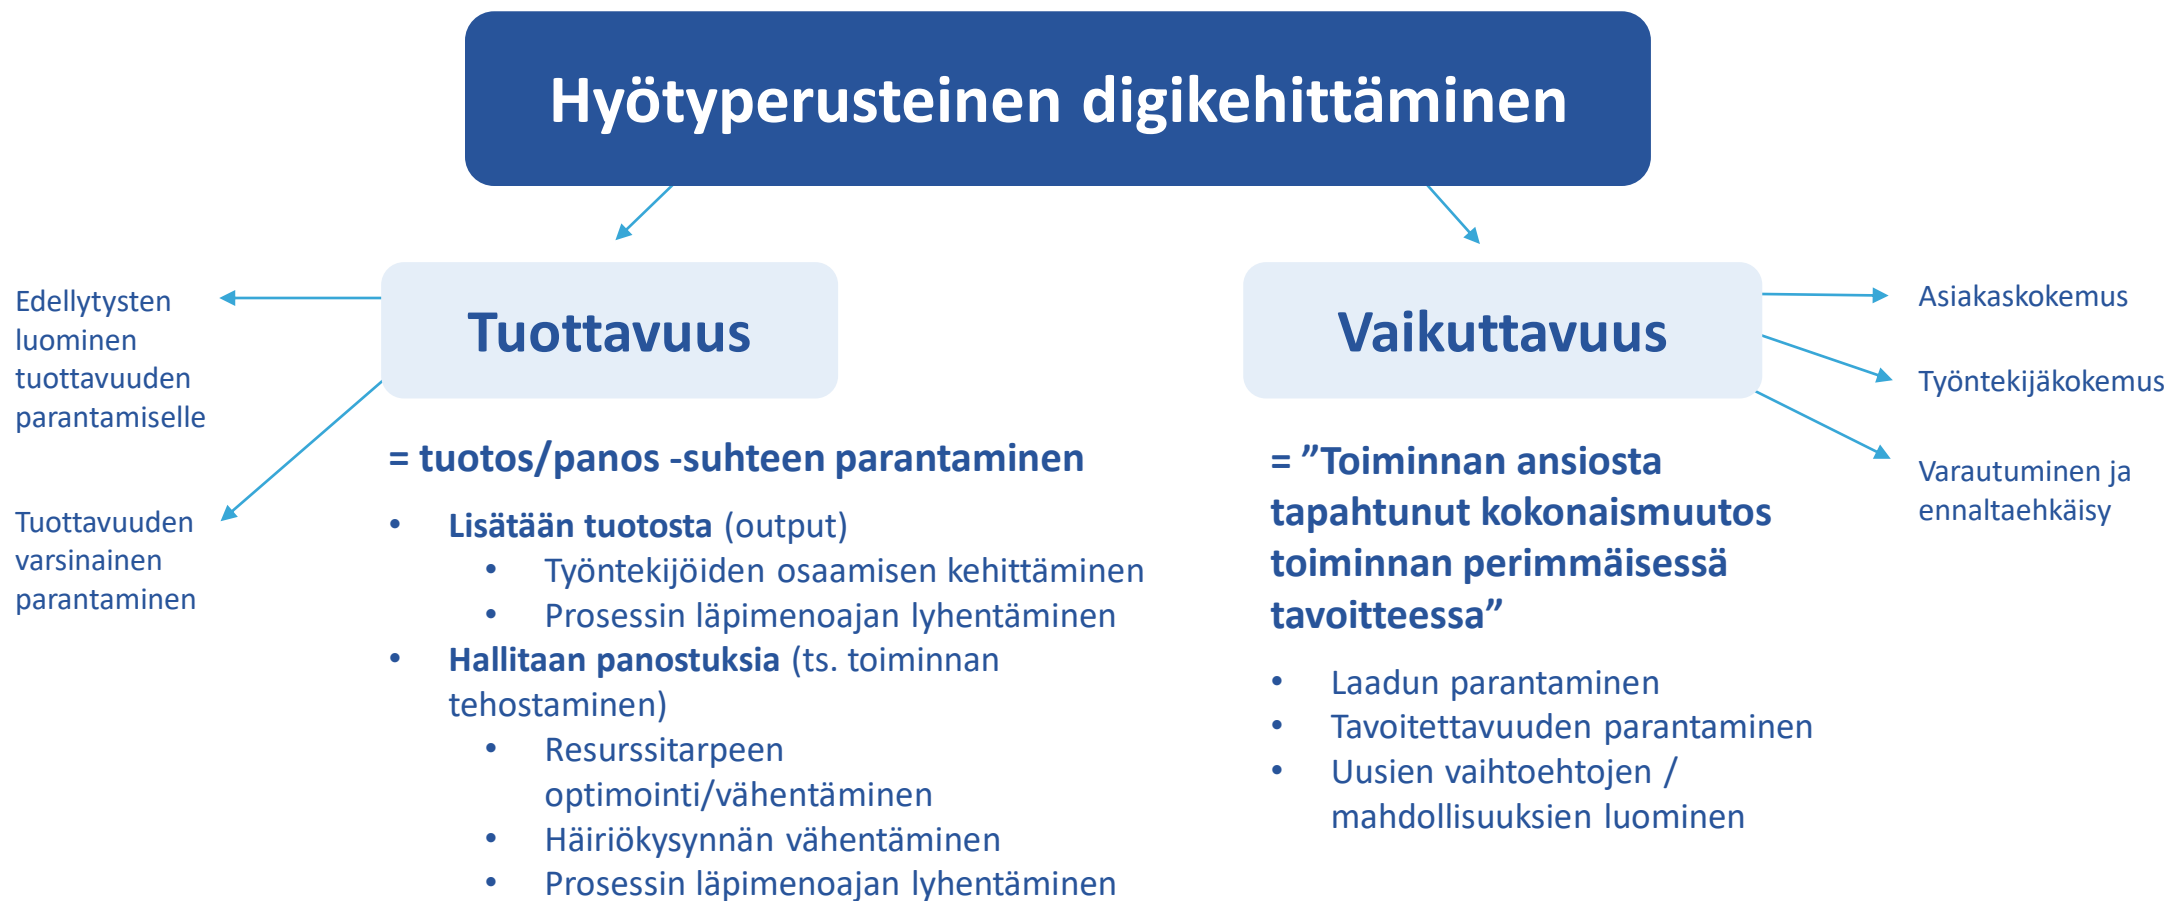 Hyötyperusteinen digikehittäminen
Edellytysten
luominen
tuottavuuden
parantamiselle
Tuottavuuden
varsinainen
parantaminen
Tuottavuus
= tuotos/panos -suhteen parantaminen
• Lisätään tuotosta (output)
• Työntekijöiden osaamisen kehittäminen
• Prosessin läpimenoajan lyhentäminen
• Hallitaan panostuksia (ts. toiminnan
tehostaminen)
• Resurssitarpeen
optimointi/vähentäminen
• Häiriökysynnän vähentäminen
• Prosessin läpimenoajan lyhentäminen
Vaikuttavuus
= ”Toiminnan ansiosta
tapahtunut kokonaismuutos
toiminnan perimmäisessä
tavoitteessa”
• Laadun parantaminen
• Tavoitettavuuden parantaminen
• Uusien vaihtoehtojen /
mahdollisuuksien luominen
Asiakaskokemus
Työntekijäkokemus
Varautuminen ja
ennaltaehkäisy